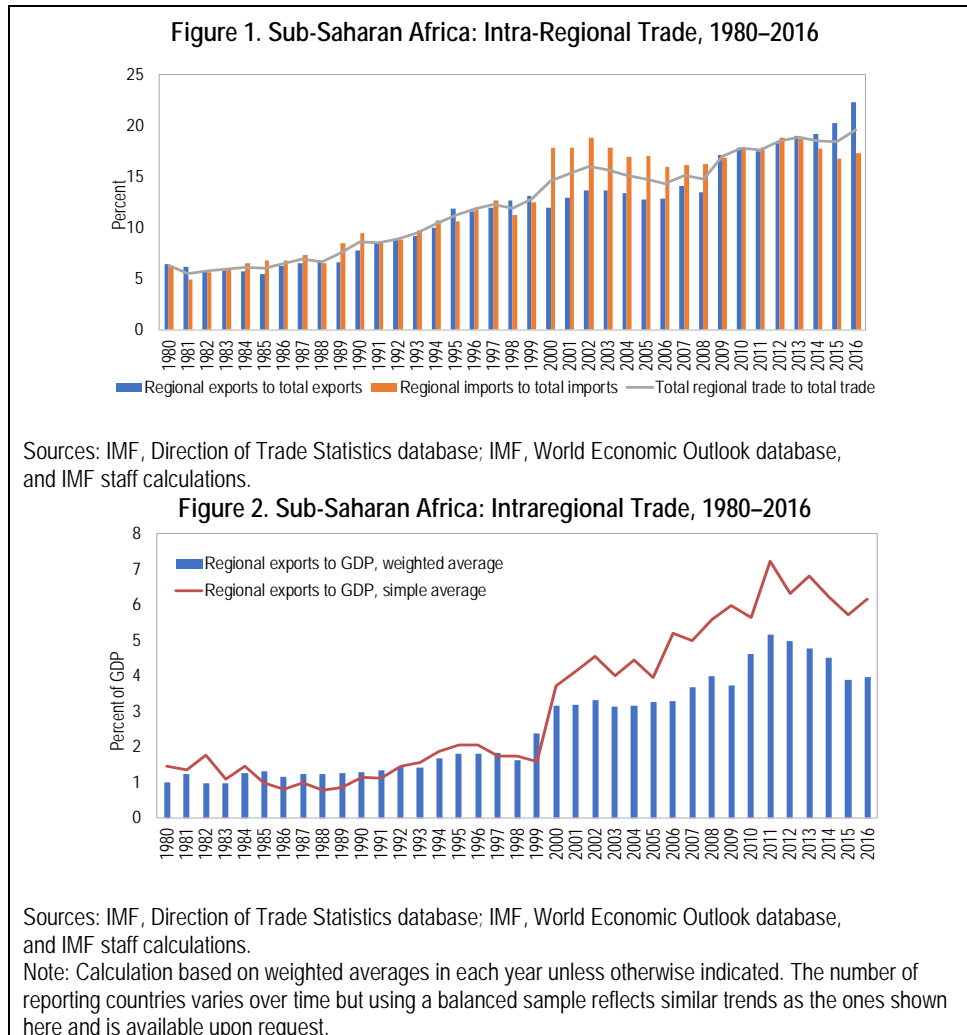 Figure 1. Sub-Saharan Africa: Intra-Regional Trade, 1980–2016
25
20
15
10
5
0
Percent
1980 1981 1982 1983 1984 1985 1986 1987 1988 1989 1990 1991 1992 1993 1994 1995 1996 1997 1998 1999 2000 2001 2002 2003 2004 2005 2006 2007 2008 2009 2010 2011 2012 2013 2014 2015 2016
Regional exports to total exports Regional imports to total imports Total regional trade to total trade
Sources: IMF, Direction of Trade Statistics database; IMF, World Economic Outlook database,
and IMF staff calculations.
Figure 2. Sub-Saharan Africa: Intraregional Trade, 1980–2016
8
7
6
5
4
3
2
1
0
Percent of GDP
Regional exports to GDP, weighted average
Regional exports to GDP, simple average
1980 1981 1982 1983 1984 1985 1986 1987 1988 1989 1990 1991 1992 1993 1994 1995 1996 1997 1998 1999 2000 2001 2002 2003 2004 2005 2006 2007 2008 2009 2010 2011 2012 2013 2014 2015 2016
Sources: IMF, Direction of Trade Statistics database; IMF, World Economic Outlook database,
and IMF staff calculations.
Note: Calculation based on weighted averages in each year unless otherwise indicated. The number of
reporting countries varies over time but using a balanced sample reflects similar trends as the ones shown
here and is available upon request.